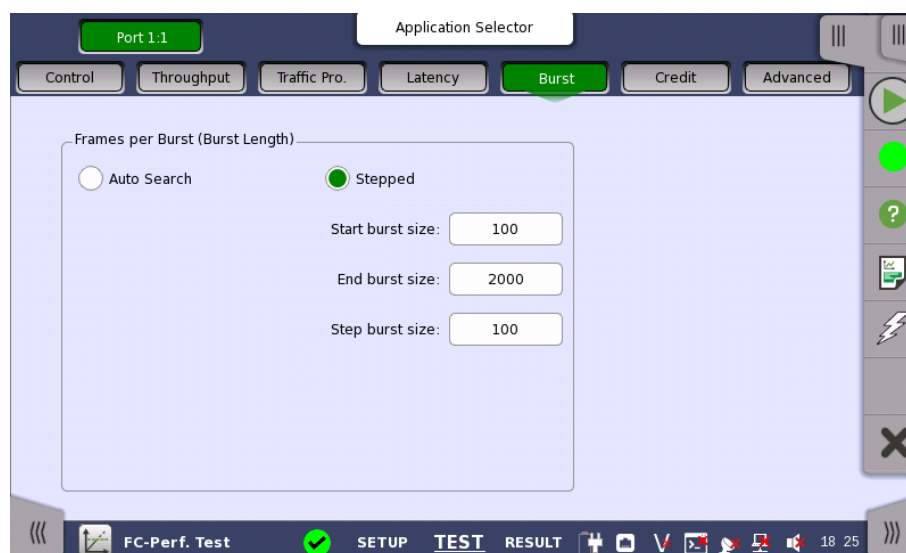 Port 1:1
Application Selector
Control
Throughput
Traffic Pro.
Latency
Burst
Credit
Advanced
Frames per Burst (Burst Length)
Auto Search
Stepped
Start burst size: 100
End burst size: 2000
Step burst size: 100
FC-Perf. Test
SETUP
TEST
RESULT
18 25